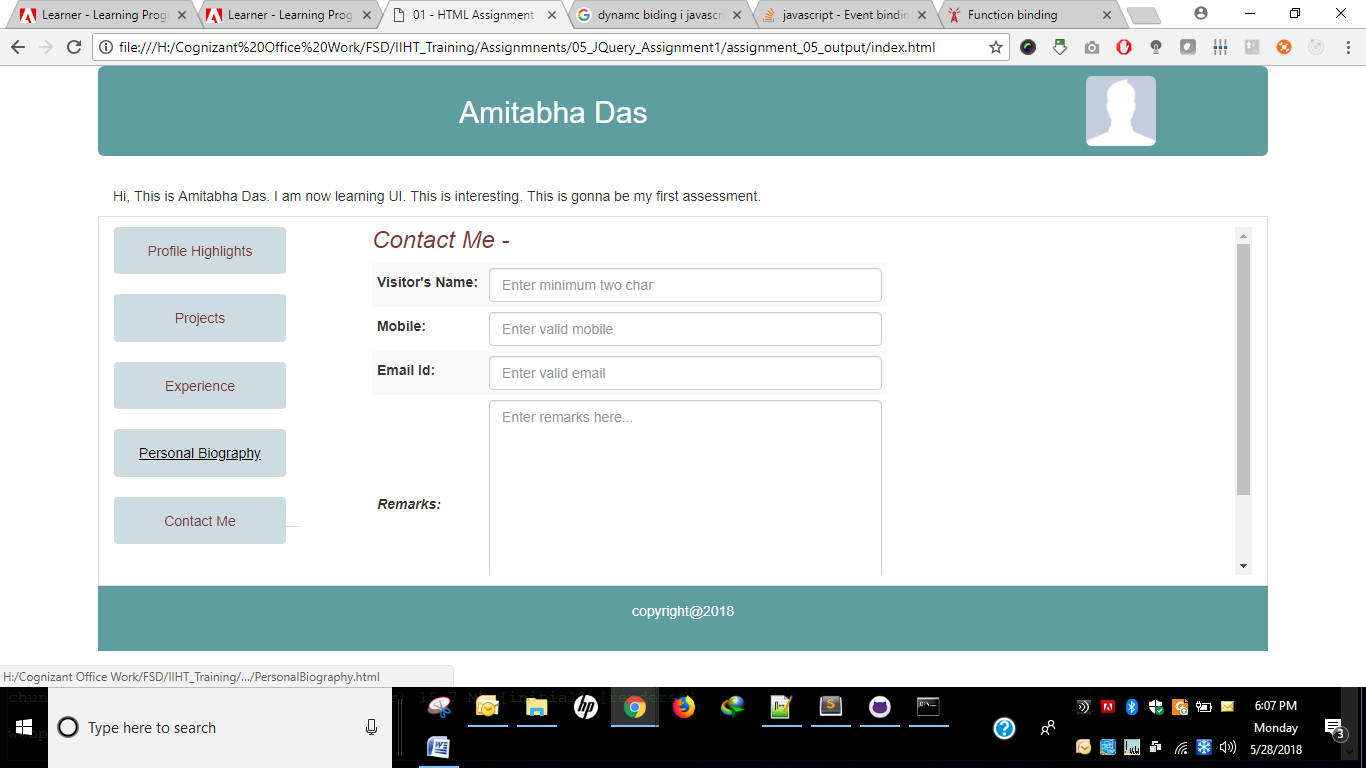 Learner - Learning Prog
Learner - Learning Prog
01 - HTML Assignment
dynamc biding i javascr
javascript - Event bindin
Function binding
file:///H:/Cognizant%20Office%20Work/FSD/IIHT_Training/Assignmnents/05_JQuery_Assignment1/assignment_05_output/index.html
Amitabha Das
Hi, This is Amitabha Das. I am now learning UI. This is interesting. This is gonna be my first assessment.
Profile Highlights
Projects
Experience
Personal Biography
Contact Me
Contact Me -
Visitor's Name:
Enter minimum two char
Mobile:
Enter valid mobile
Email Id:
Enter valid email
Remarks:
Enter remarks here...
copyright@2018
H:/Cognizant Office Work/FSD/IIHT_Training/.../PersonalBiography.html
Type here to search
6:07 PM
Monday
5/28/2018
3